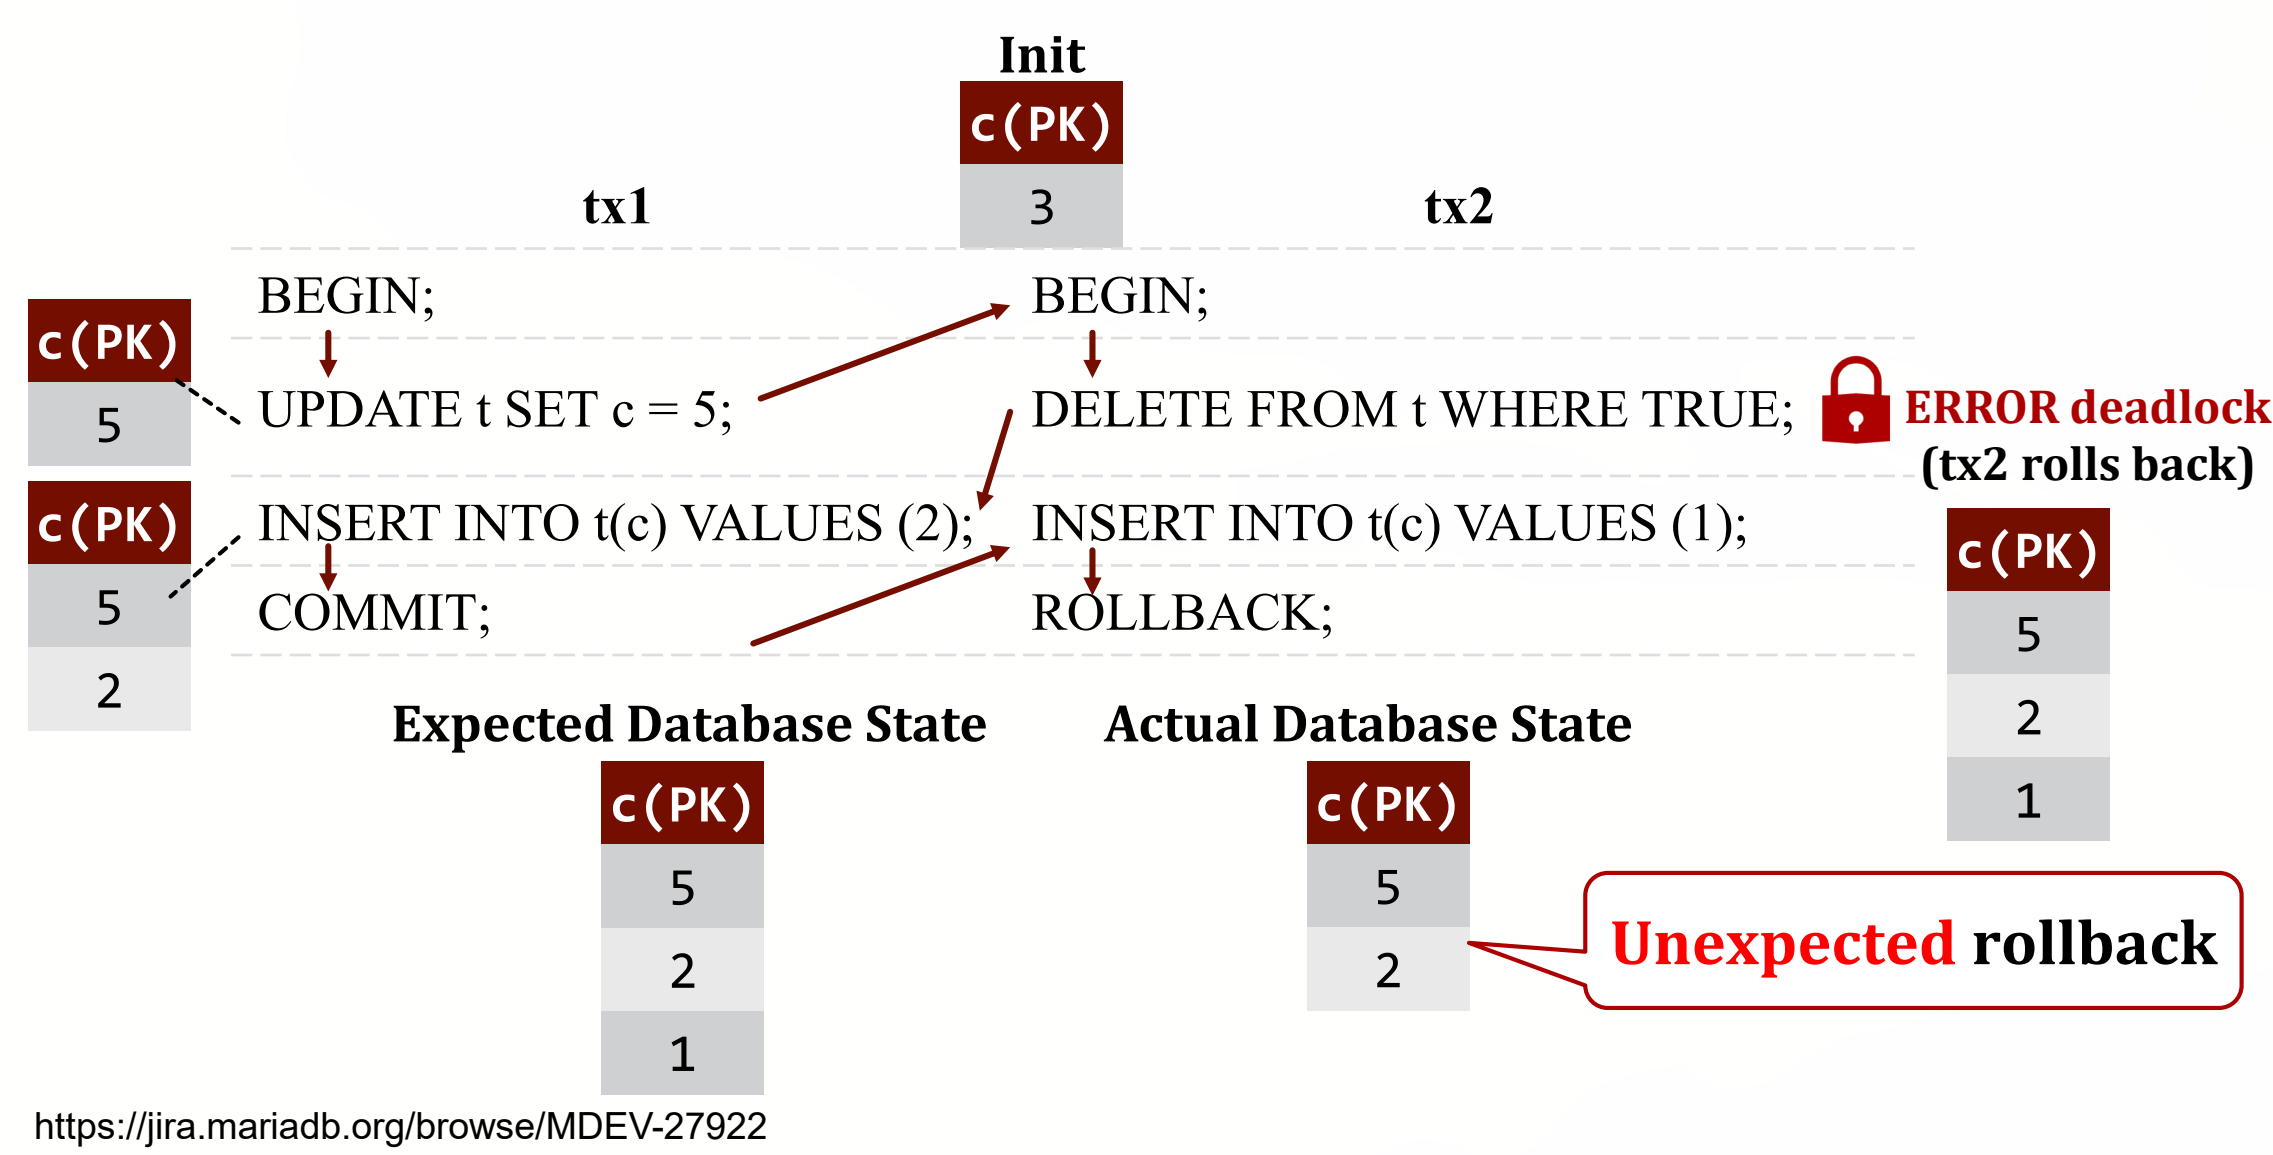 Init
c(PK)
3
tx1
tx2
BEGIN;
BEGIN;
c(PK)
5
UPDATE t SET c = 5;
DELETE FROM t WHERE TRUE;
ERROR deadlock
(tx2 rolls back)
c(PK)
5
2
INSERT INTO t(c) VALUES (2);
INSERT INTO t(c) VALUES (1);
COMMIT;
ROLLBACK;
c(PK)
5
2
1
Expected Database State
c(PK)
5
2
1
Actual Database State
c(PK)
5
2
Unexpected rollback
https://jira.mariadb.org/browse/MDEV-27922